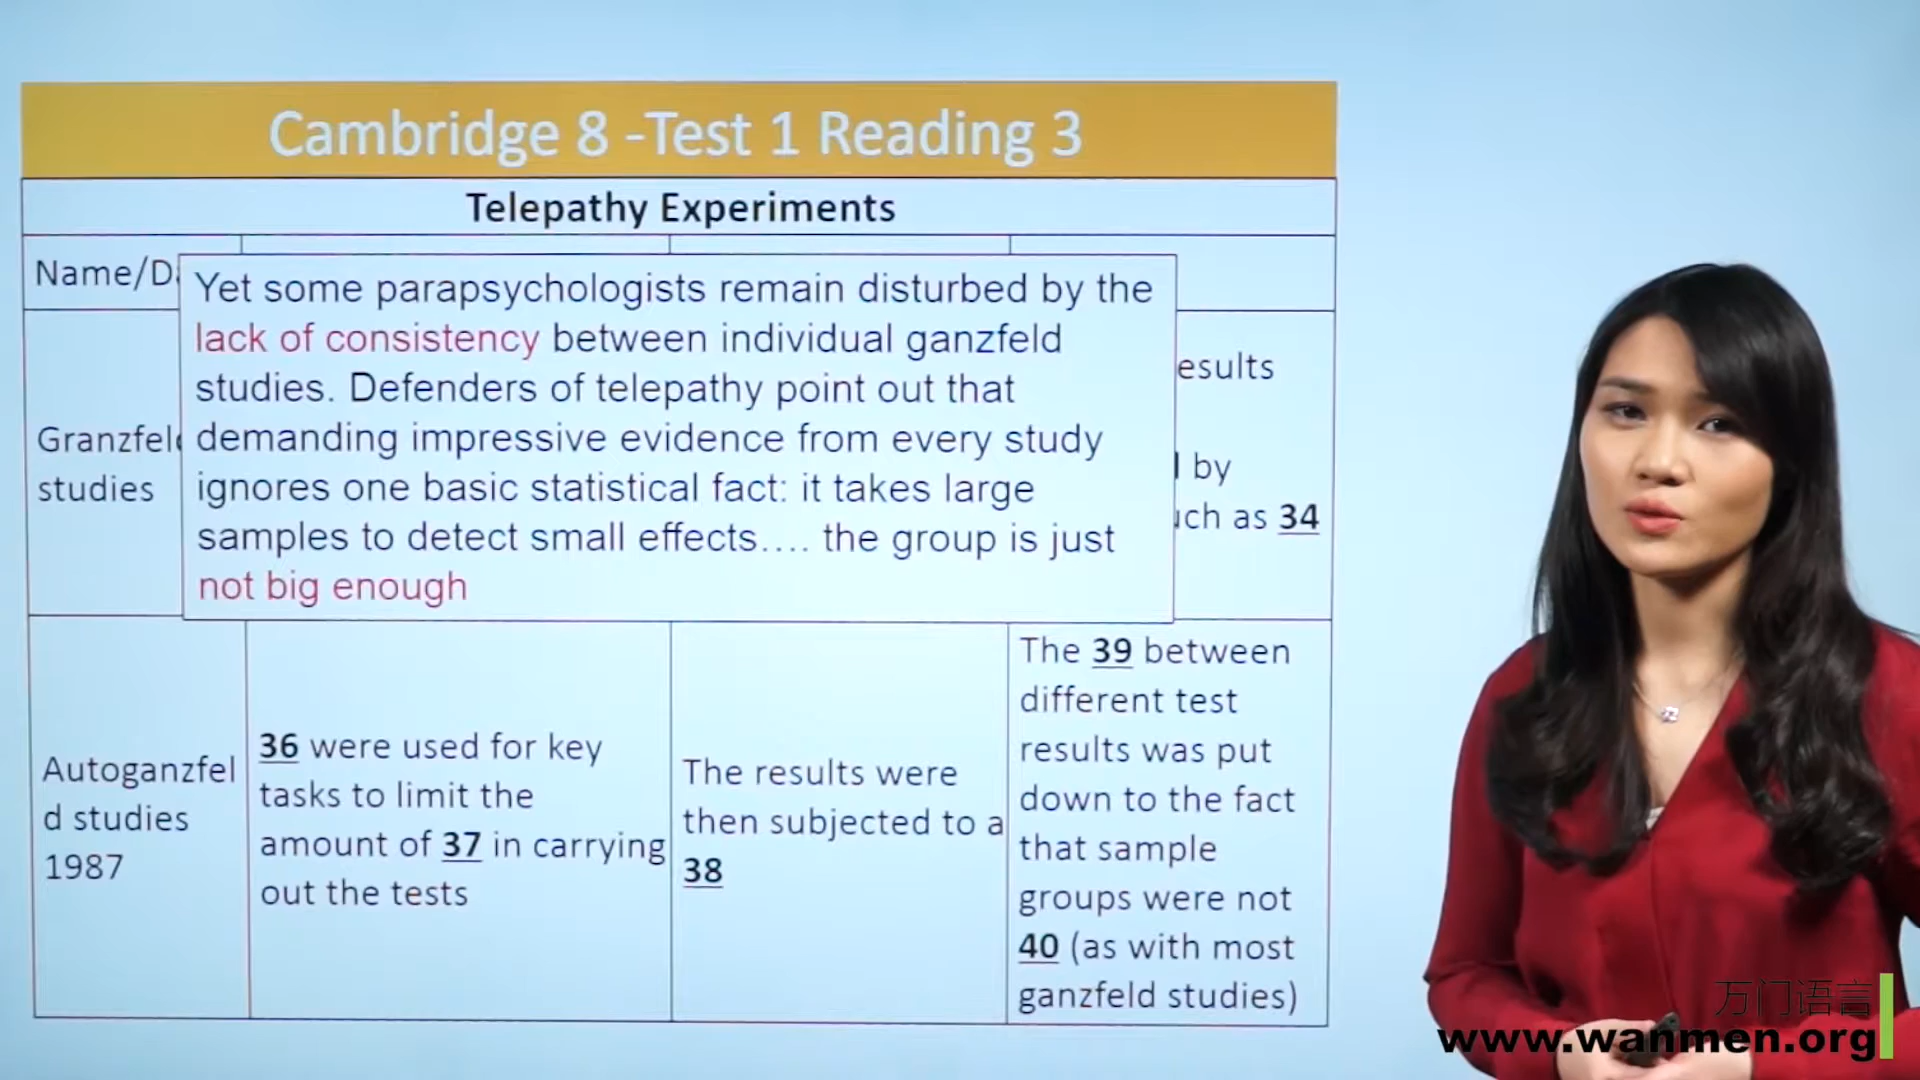 Cambridge 8 -Test 1 Reading 3
Telepathy Experiments
Name/Da
Yet some parapsychologists remain disturbed by the
lack of consistency between individual ganzfeld
studies. Defenders of telepathy point out that
demanding impressive evidence from every study
ignores one basic statistical fact: it takes large
samples to detect small effects.... the group is just
not big enough
Granzfeld
studies
esults
by
ch as 34
Autoganzfel
d studies
1987
36 were used for key
tasks to limit the
amount of 37 in carrying
out the tests
The results were
then subjected to a
38
The 39 between
different test
results was put
down to the fact
that sample
groups were not
40 (as with most
ganzfeld studies)
万门语言
www.wanmen.org